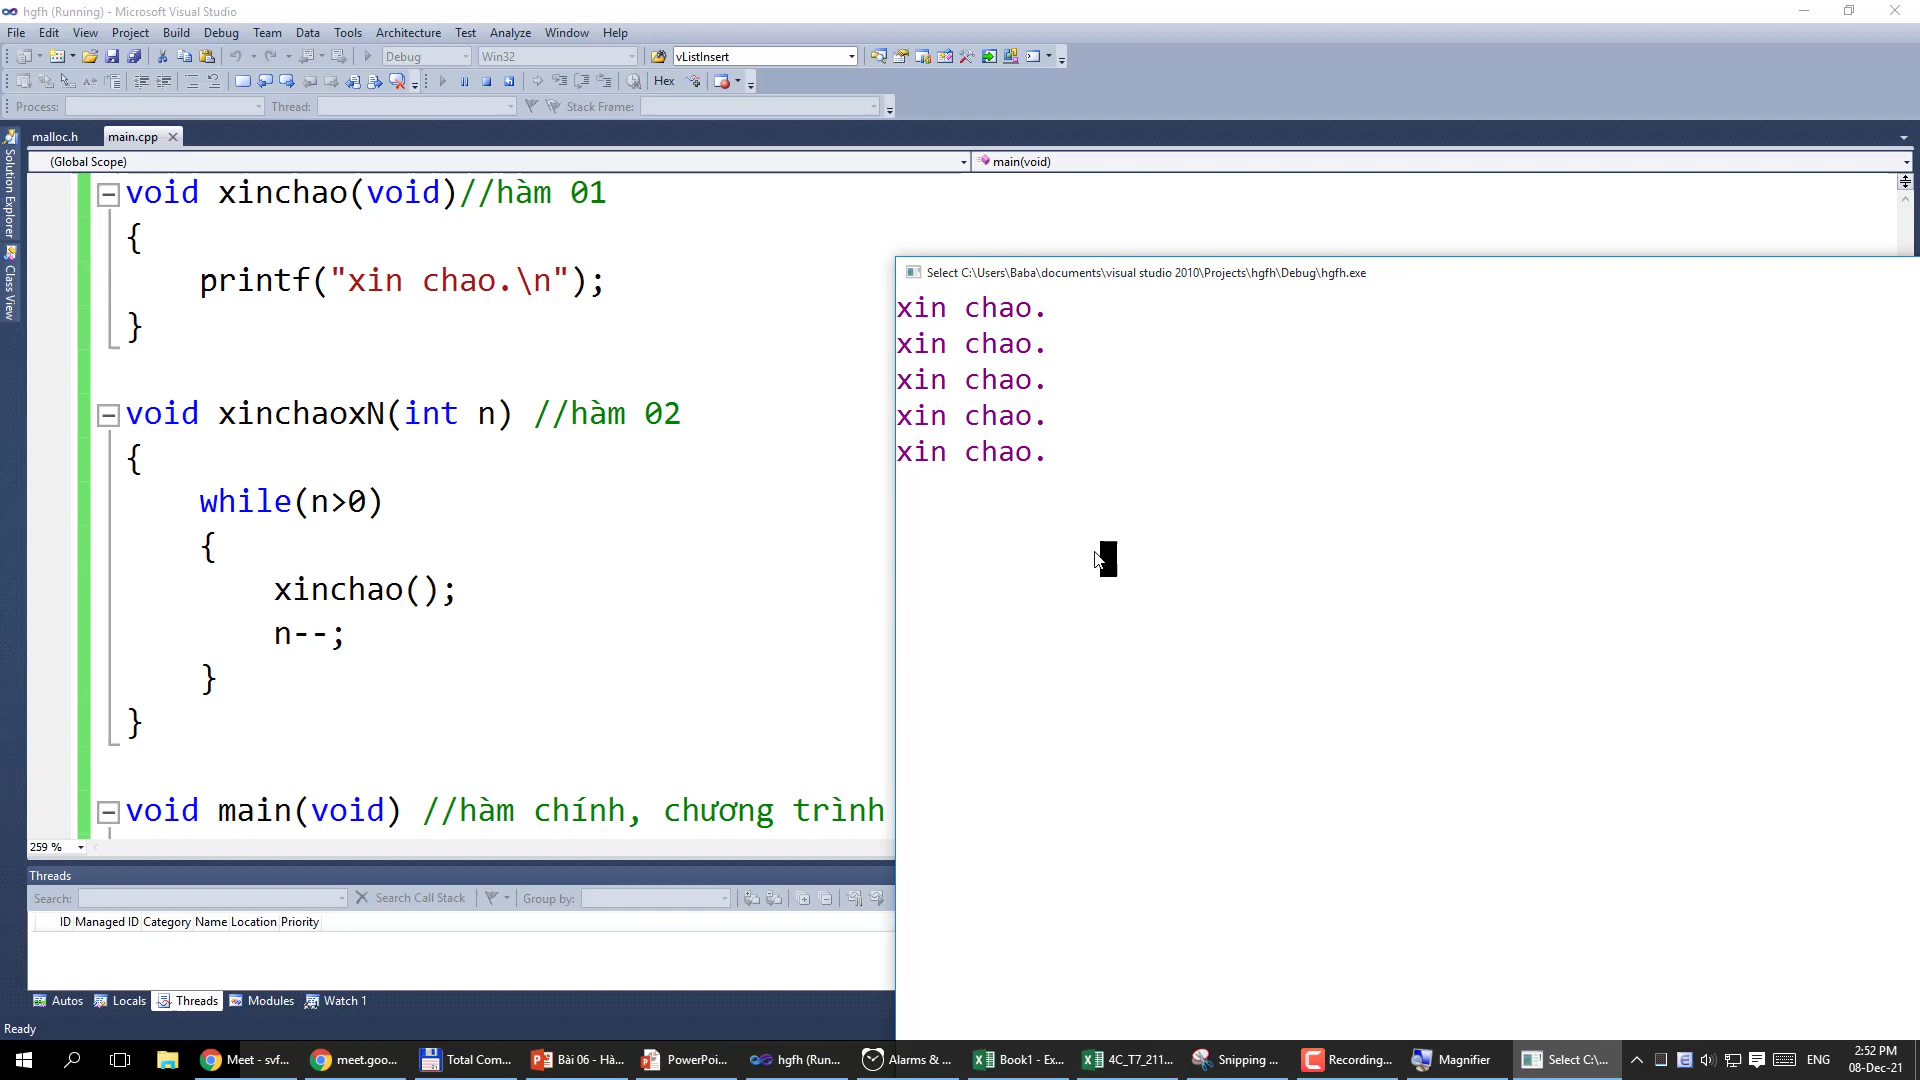 hgfh (Running) - Microsoft Visual Studio
File Edit View Project Build Debug Team Data Tools Architecture Test Analyze Window Help
Debug Win32 vListInsert
Hex
Process: Thread: Stack Frame:
malloc.h main.cpp
(Global Scope) main(void)
Solution Explorer
Class View
void xinchao(void)//hàm 01
{
printf("xin chao.\n");
}
void xinchaoxN(int n) //hàm 02
{
while(n>0)
{
xinchao();
n--;
}
}
void main(void) //hàm chính, chương trình
259 %
Select C:\Users\Baba\documents\visual studio 2010\Projects\hgfh\Debug\hgfh.exe
xin chao.
xin chao.
xin chao.
xin chao.
xin chao.
Threads
Search: Search Call Stack Group by:
ID Managed ID Category Name Location Priority
Autos Locals Threads Modules Watch 1
Ready
Meet - svf... meet.goo... Total Com... Bài 06 - Hà... PowerPoi... hgfh (Run... Alarms & ... Book1 - Ex... 4C_T7_211... Snipping ... Recording... Magnifier Select C:\... ENG
2:52 PM
08-Dec-21